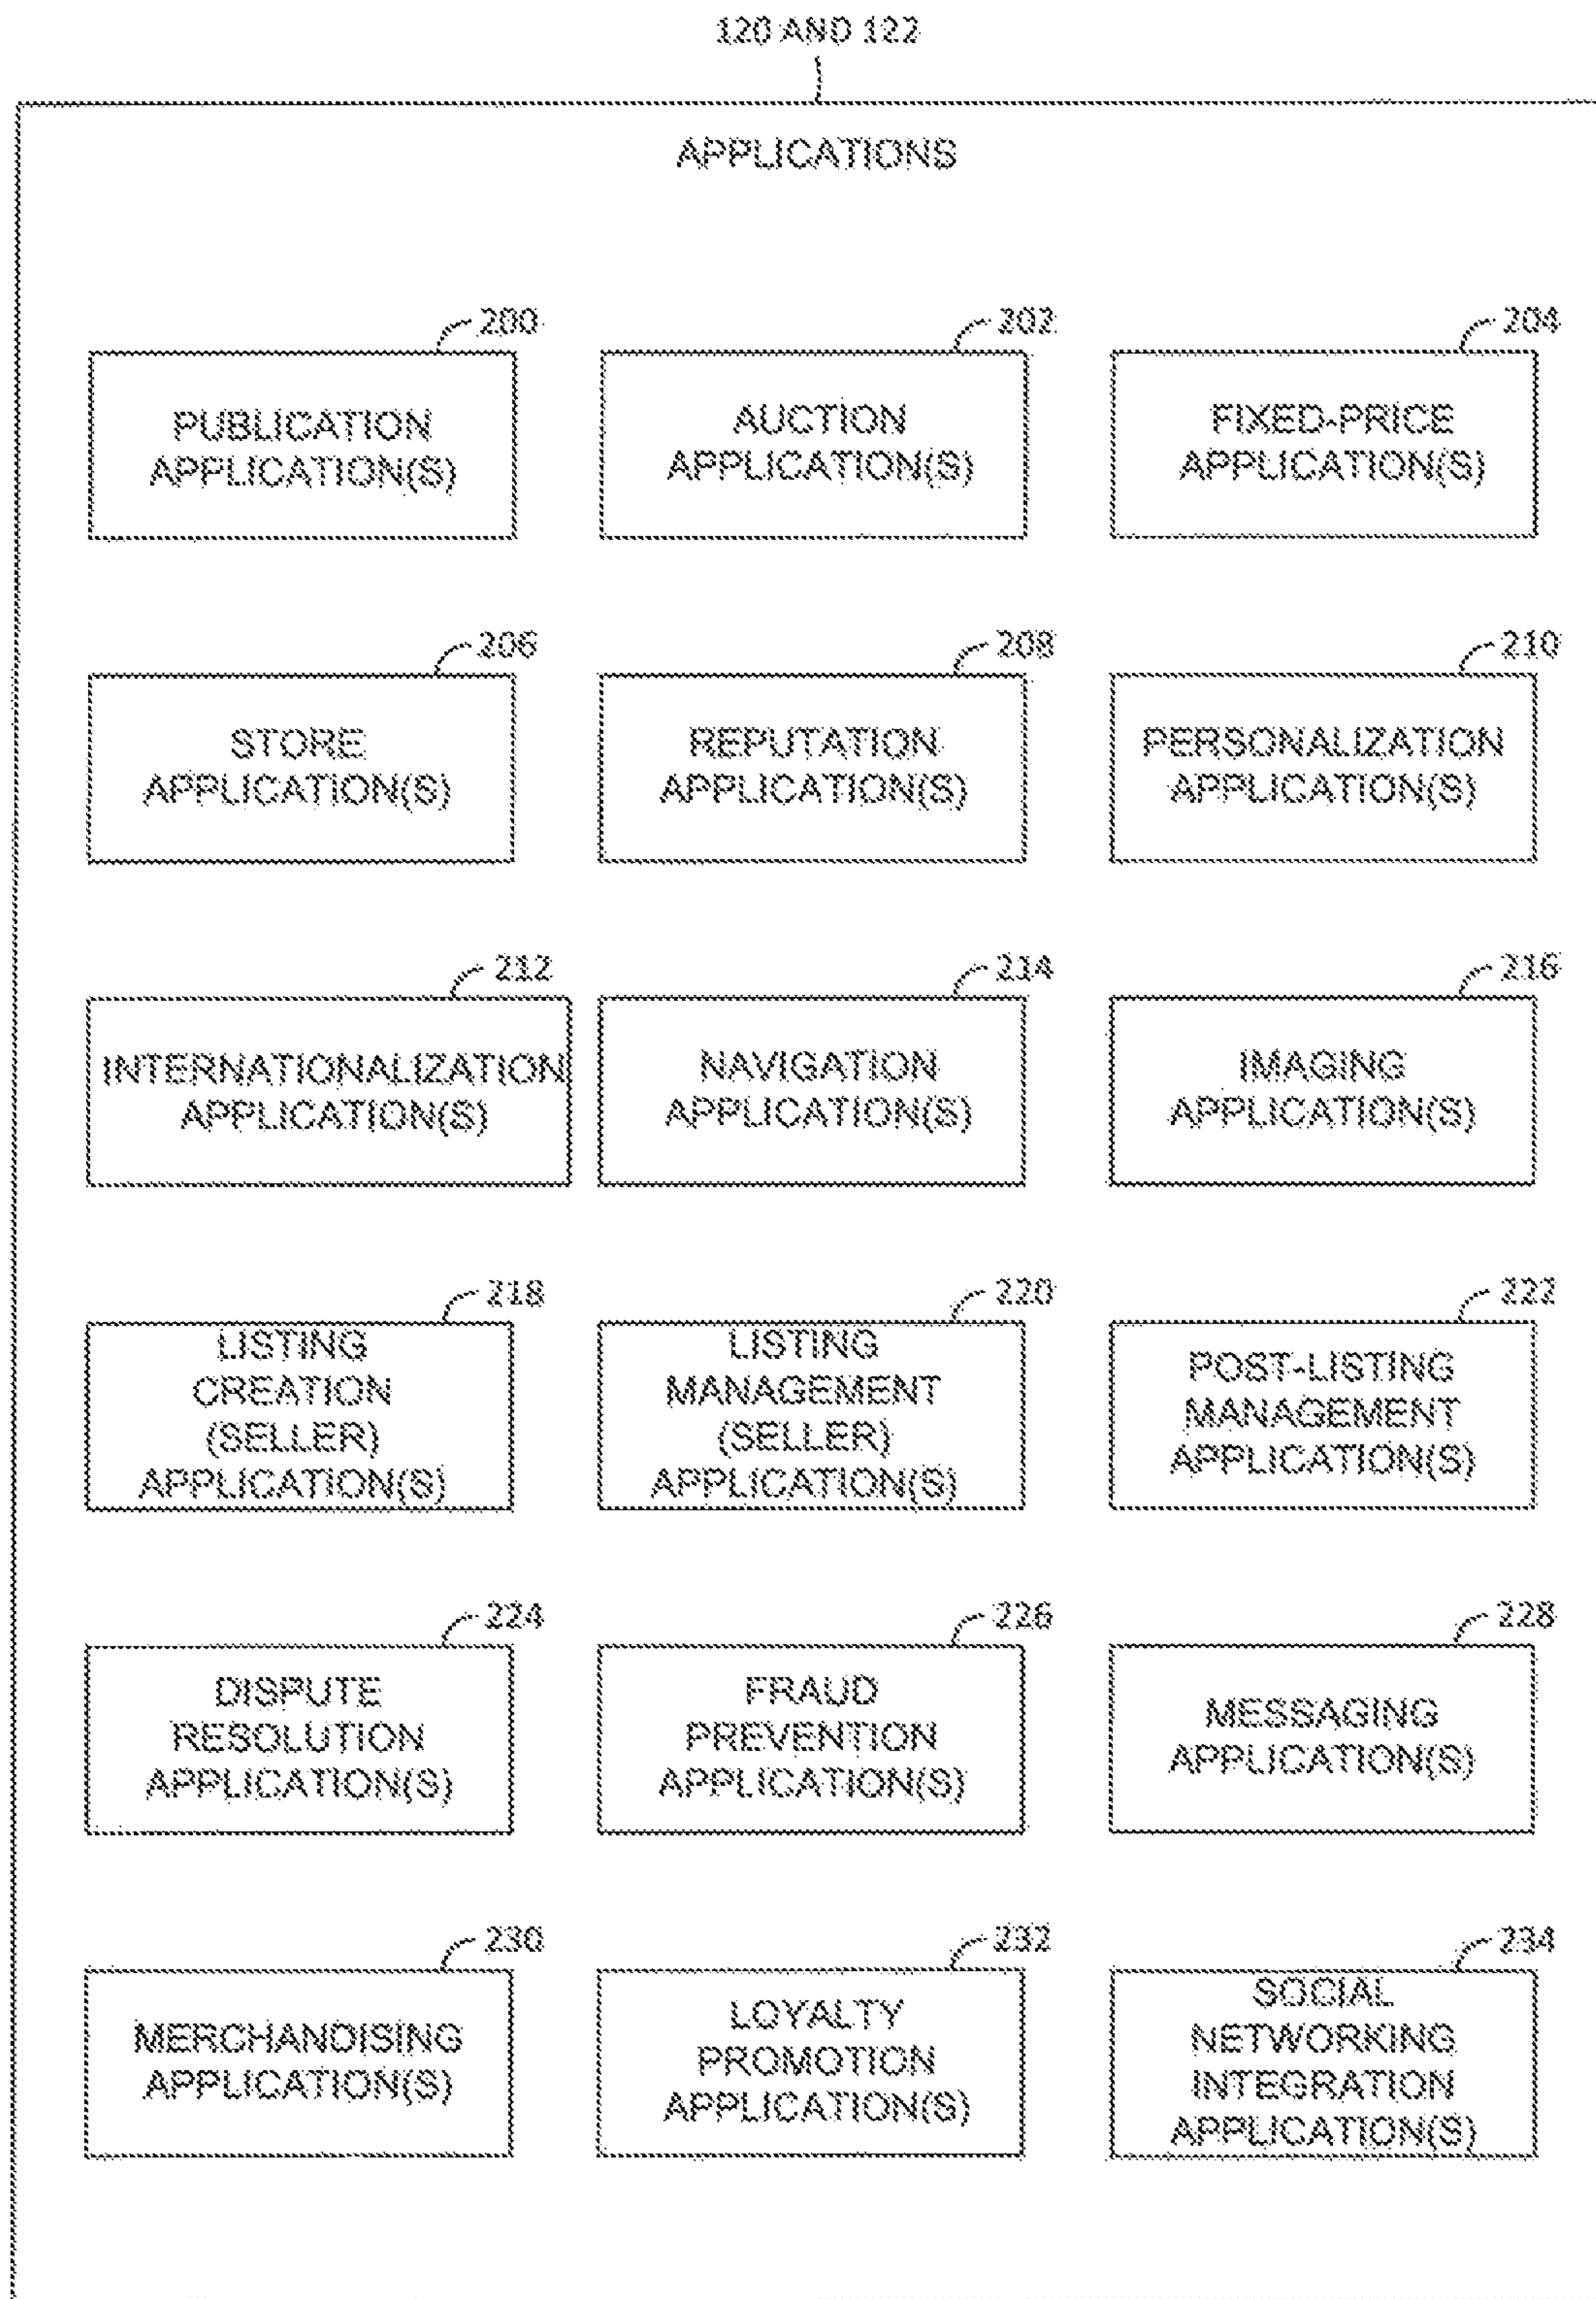 120 AND 122
APPLICATIONS
200
PUBLICATION
APPLICATION(S)
202
AUCTION
APPLICATION(S)
204
FIXED-PRICE
APPLICATION(S)
206
STORE
APPLICATION(S)
208
REPUTATION
APPLICATION(S)
210
PERSONALIZATION
APPLICATION(S)
212
INTERNATIONALIZATION
APPLICATION(S)
214
NAVIGATION
APPLICATION(S)
216
IMAGING
APPLICATION(S)
218
LISTING
CREATION
(SELLER)
APPLICATION(S)
220
LISTING
MANAGEMENT
(SELLER)
APPLICATION(S)
222
POST-LISTING
MANAGEMENT
APPLICATION(S)
224
DISPUTE
RESOLUTION
APPLICATION(S)
226
FRAUD
PREVENTION
APPLICATION(S)
228
MESSAGING
APPLICATION(S)
230
MERCHANDISING
APPLICATION(S)
232
LOYALTY
PROMOTION
APPLICATION(S)
234
SOCIAL
NETWORKING
INTEGRATION
APPLICATION(S)